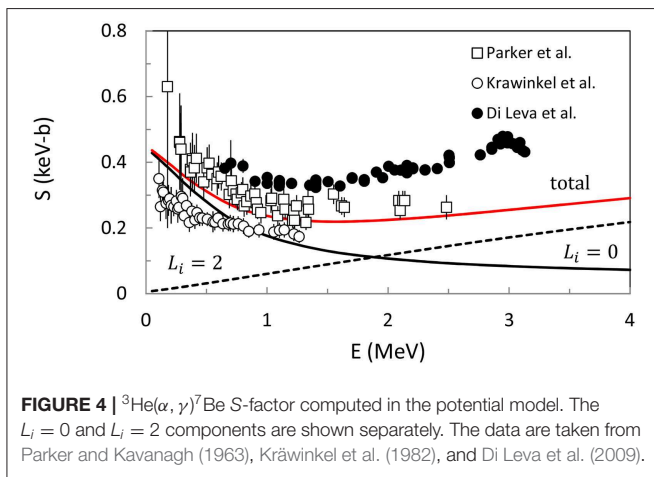 S (keV-b)
0.8
0.6
0.4
0.2
0
□ Parker et al.
○ Krawinkel et al.
● Di Leva et al.
total
L_i = 2
L_i = 0
0 1 2 3 4
E (MeV)
FIGURE 4 | ³He(α, γ)⁷Be S-factor computed in the potential model. The
L_i = 0 and L_i = 2 components are shown separately. The data are taken from
Parker and Kavanagh (1963), Kräwinkel et al. (1982), and Di Leva et al. (2009).